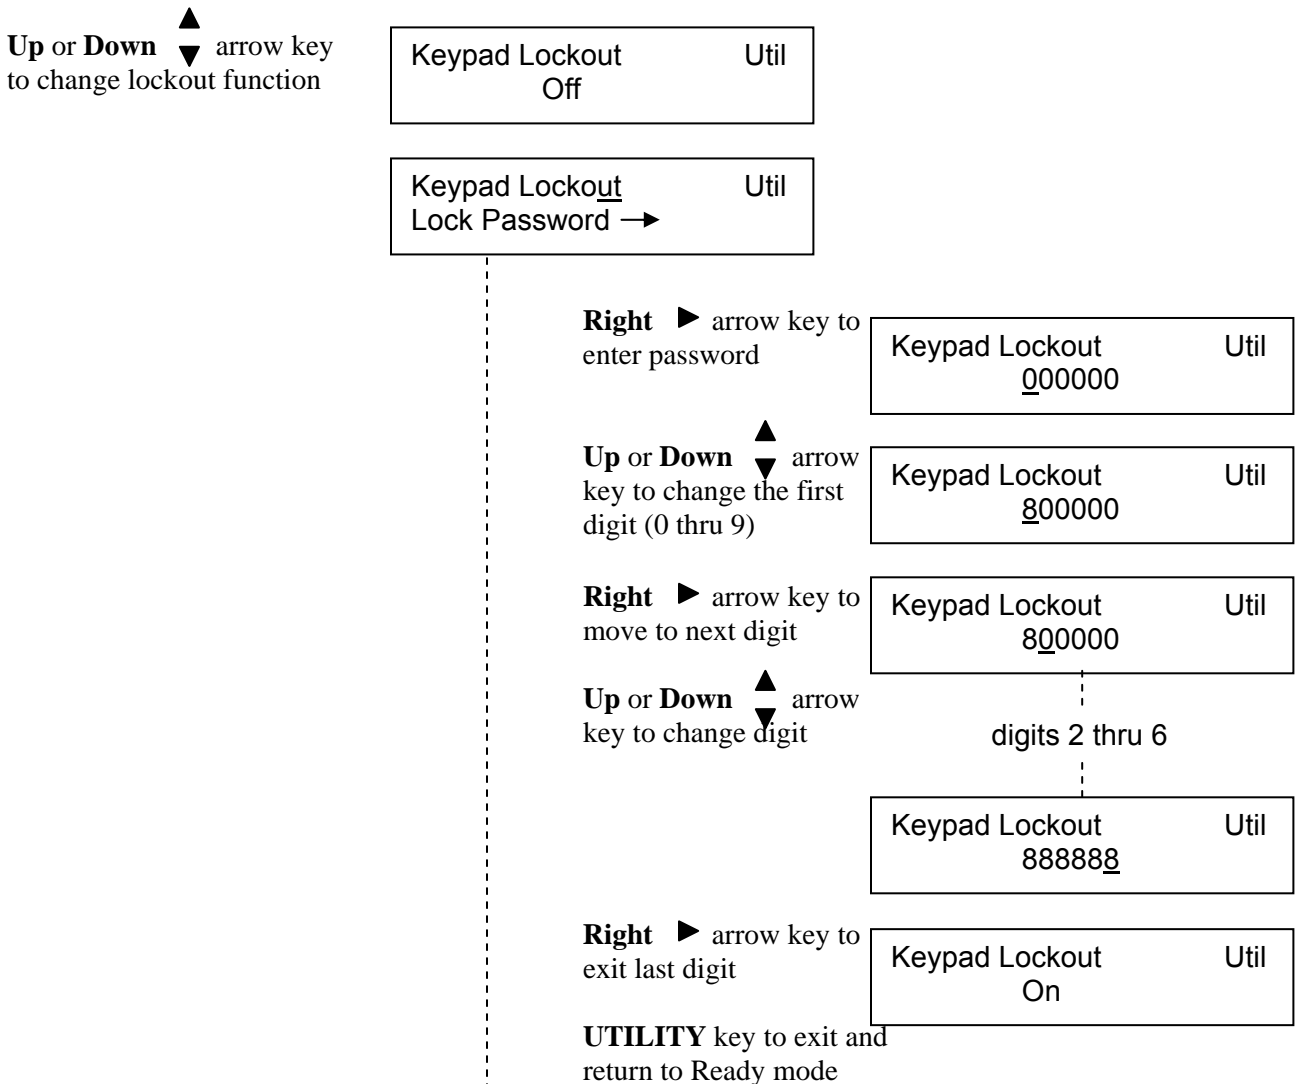 Up or Down ▲▼ arrow key
to change lockout function
Keypad Lockout Util
Off
Keypad Lockout Util
Lock Password →
Right ▶ arrow key to
enter password
Keypad Lockout Util
000000
Up or Down ▲▼ arrow
key to change the first
digit (0 thru 9)
Keypad Lockout Util
800000
Right ▶ arrow key to
move to next digit
Keypad Lockout Util
800000
Up or Down ▲▼ arrow
key to change digit
digits 2 thru 6
Keypad Lockout Util
888888
Right ▶ arrow key to
exit last digit
Keypad Lockout Util
On
UTILITY key to exit and
return to Ready mode